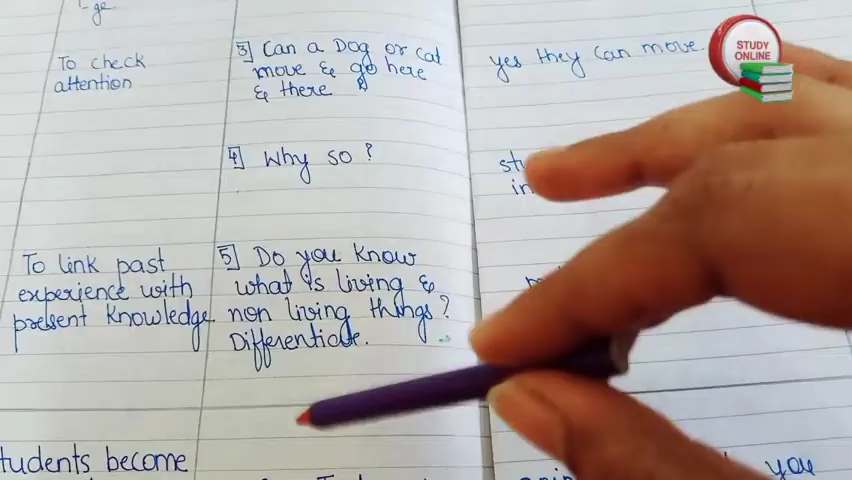 -ge
To check
attention
3] Can a Dog or cat
move & go here
& there
yes they can move.
STUDY
ONLINE
4] Why so ?
To link past
experience with
present knowledge
5] Do you know
what is living &
non living things?
Differentiate.
students become
you